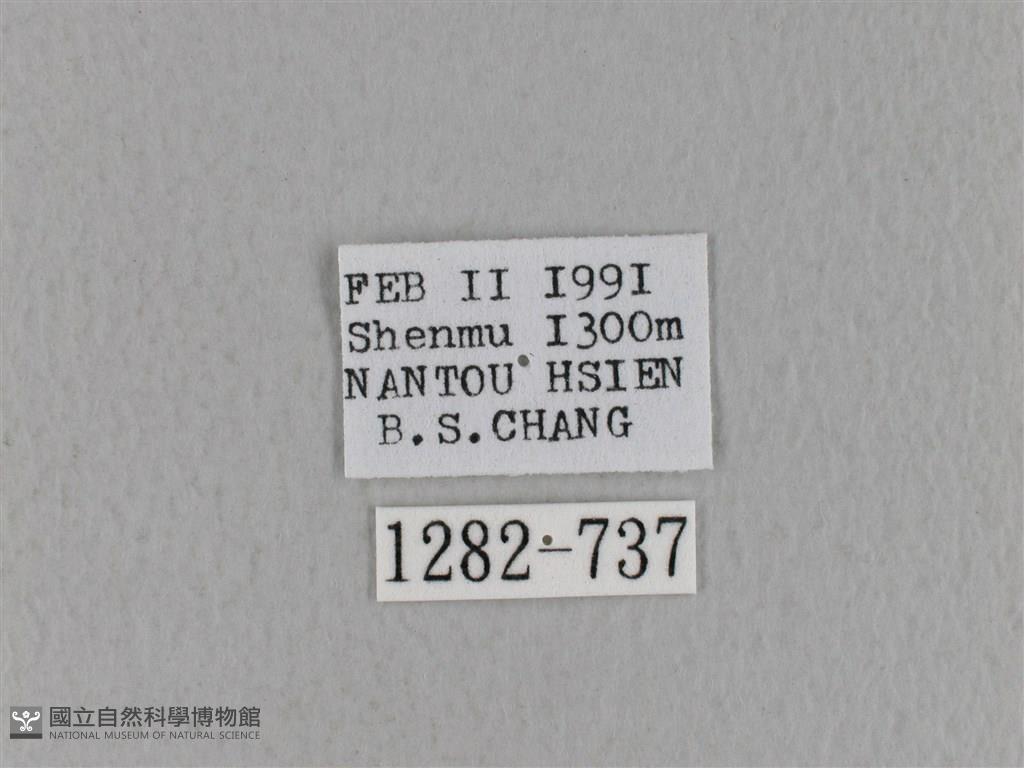 FEB II I99I
Shenmu I300m
NANTOU HSIEN
B.S.CHANG
1282-737
國立自然科學博物館
NATIONAL MUSEUM OF NATURAL SCIENCE